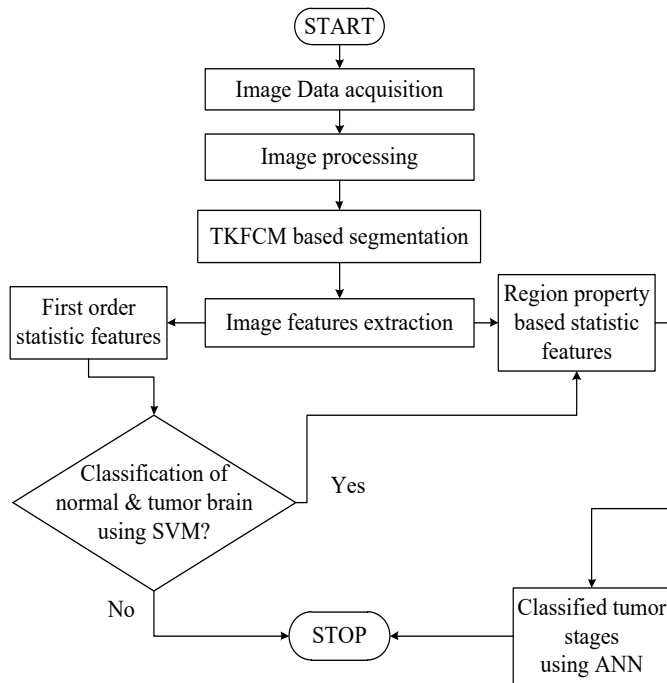 START
Image Data acquisition
Image processing
TKFCM based segmentation
First order
statistic features
Image features extraction
Region property
based statistic
features
Classification of
normal & tumor brain
using SVM?
Yes
No
STOP
Classified tumor
stages
using ANN